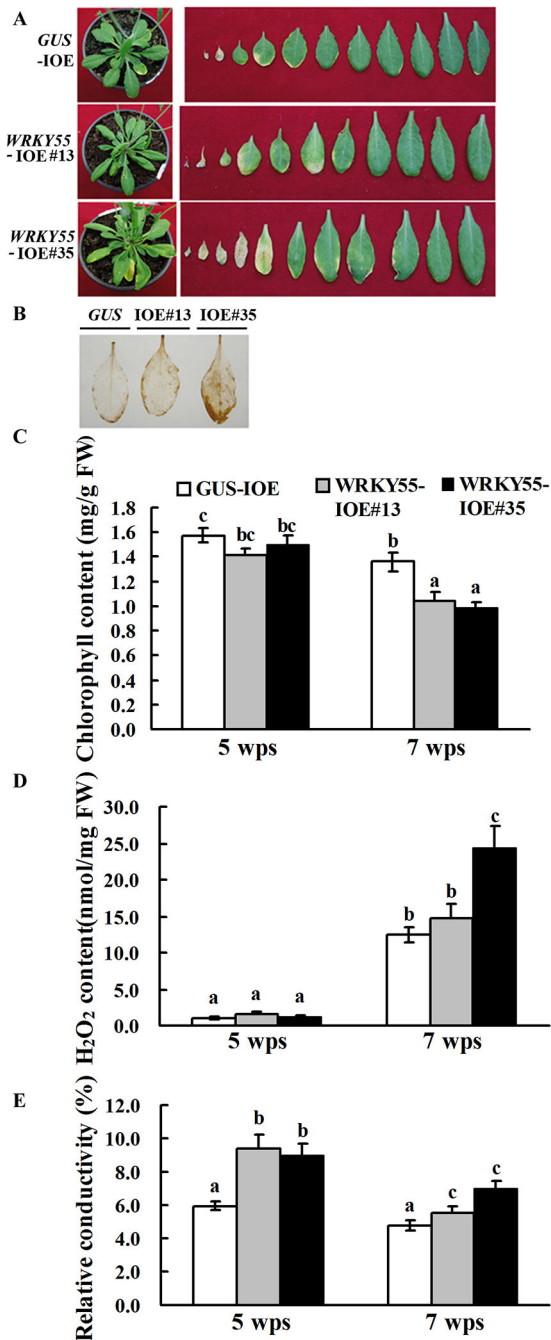 A
GUS
-IOE
WRKY55
-IOE#13
WRKY55
-IOE#35
B
GUS IOE#13 IOE#35
C
Chlorophyll content (mg/g FW)
GUS-IOE
WRKY55-
IOE#13
WRKY55-
IOE#35
1.8
1.6
1.4
1.2
1.0
0.8
0.6
0.4
0.2
0.0
c bc bc b a a
5 wps 7 wps
D
H₂O₂ content(nmol/mg FW)
30.0
25.0
20.0
15.0
10.0
5.0
0.0
a a a b b c
5 wps 7 wps
E
Relative conductivity (%)
12.0
10.0
8.0
6.0
4.0
2.0
0.0
a b b a c c
5 wps 7 wps